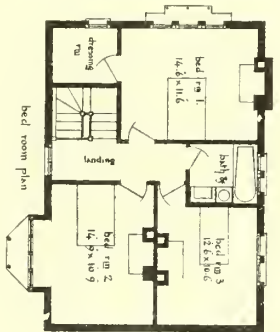 dressing
rm
bed rm 1.
14.6 x 11.6
landing
bath rm
bed rm 2
14.9 x 10.9
bed rm 3
12.6 x 10.6
bed room plan